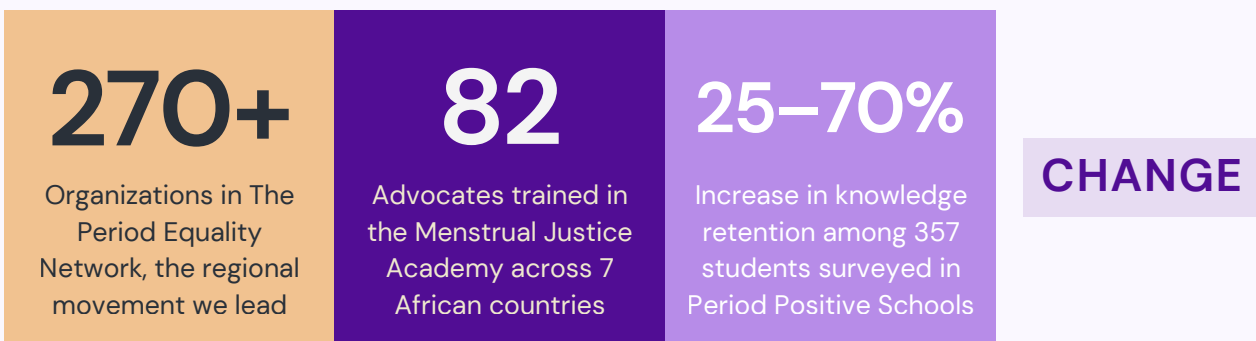 270+
Organizations in The
Period Equality
Network, the regional
movement we lead
82
Advocates trained in
the Menstrual Justice
Academy across 7
African countries
25–70%
Increase in knowledge
retention among 357
students surveyed in
Period Positive Schools
CHANGE